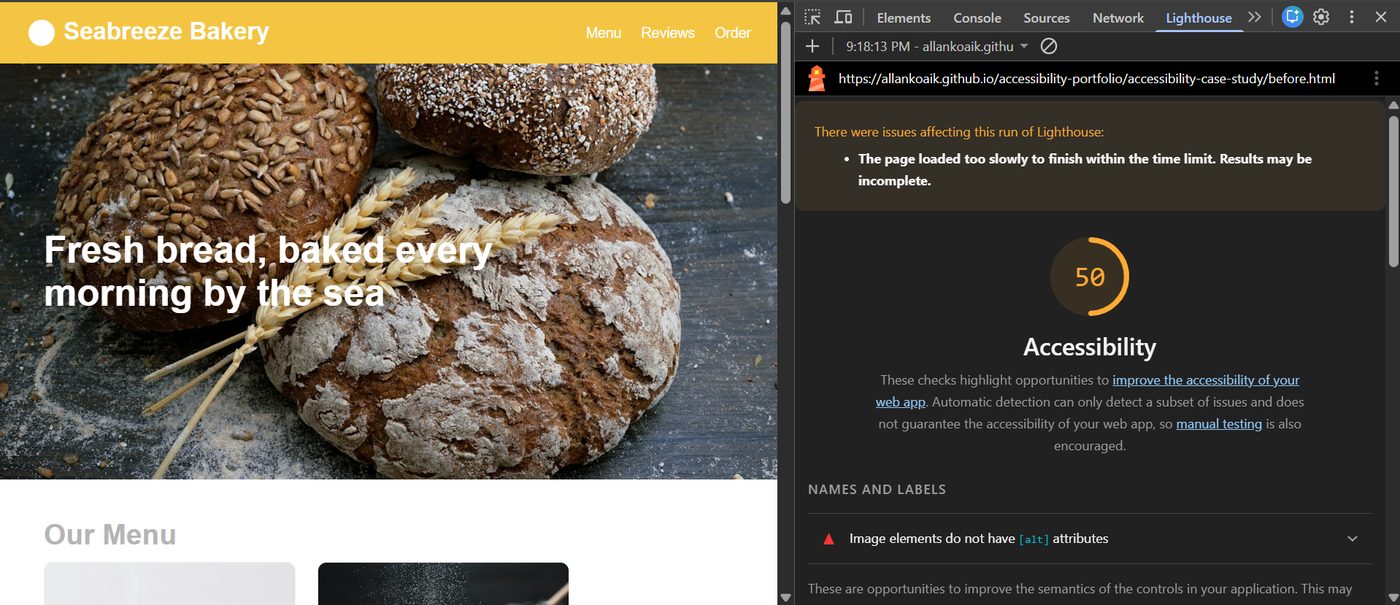 Seabreeze Bakery
Menu Reviews Order
Fresh bread, baked every
morning by the sea
Our Menu
Elements Console Sources Network Lighthouse
9:18:13 PM - allankoaik.githu
https://allankoaik.github.io/accessibility-portfolio/accessibility-case-study/before.html
There were issues affecting this run of Lighthouse:
• The page loaded too slowly to finish within the time limit. Results may be
incomplete.
50
Accessibility
These checks highlight opportunities to improve the accessibility of your
web app. Automatic detection can only detect a subset of issues and does
not guarantee the accessibility of your web app, so manual testing is also
encouraged.
NAMES AND LABELS
Image elements do not have [alt] attributes
These are opportunities to improve the semantics of the controls in your application. This may